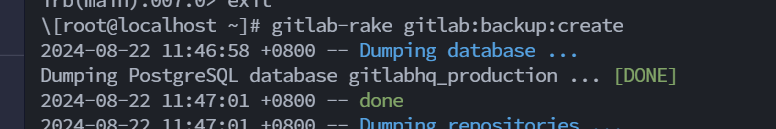 irb(main):007:0> exit
\[root@localhost ~]# gitlab-rake gitlab:backup:create
2024-08-22 11:46:58 +0800 -- Dumping database ...
Dumping PostgreSQL database gitlabhq_production ... [DONE]
2024-08-22 11:47:01 +0800 -- done
2024-08-22 11:47:01 +0800 -- Dumping repositories ...